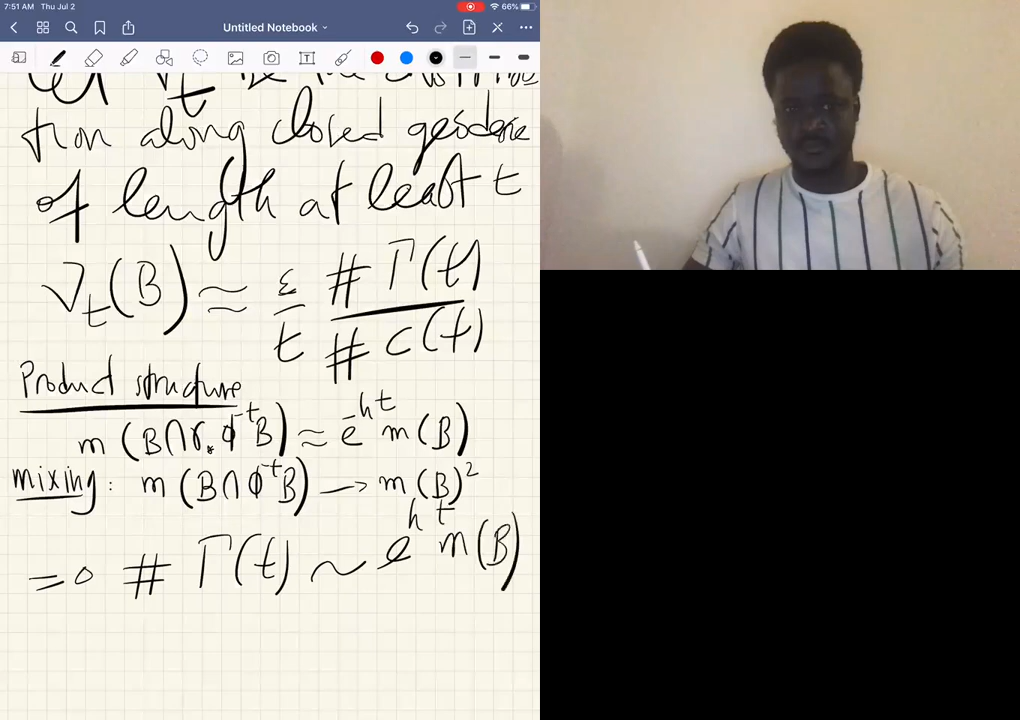 7:51 AM Thu Jul 2
66%
Untitled Notebook
tion along closed geodesic
of length at least t
ν_t(B) ≈ ε/t #Γ(t)/#C(t)
Product structure
m(B∩γ.ϕ^-t B) ≈ e^-ht m(B)
mixing: m(B∩ϕ^-t B) → m(B)^2
=> #Γ(t) ~ e^ht m(B)